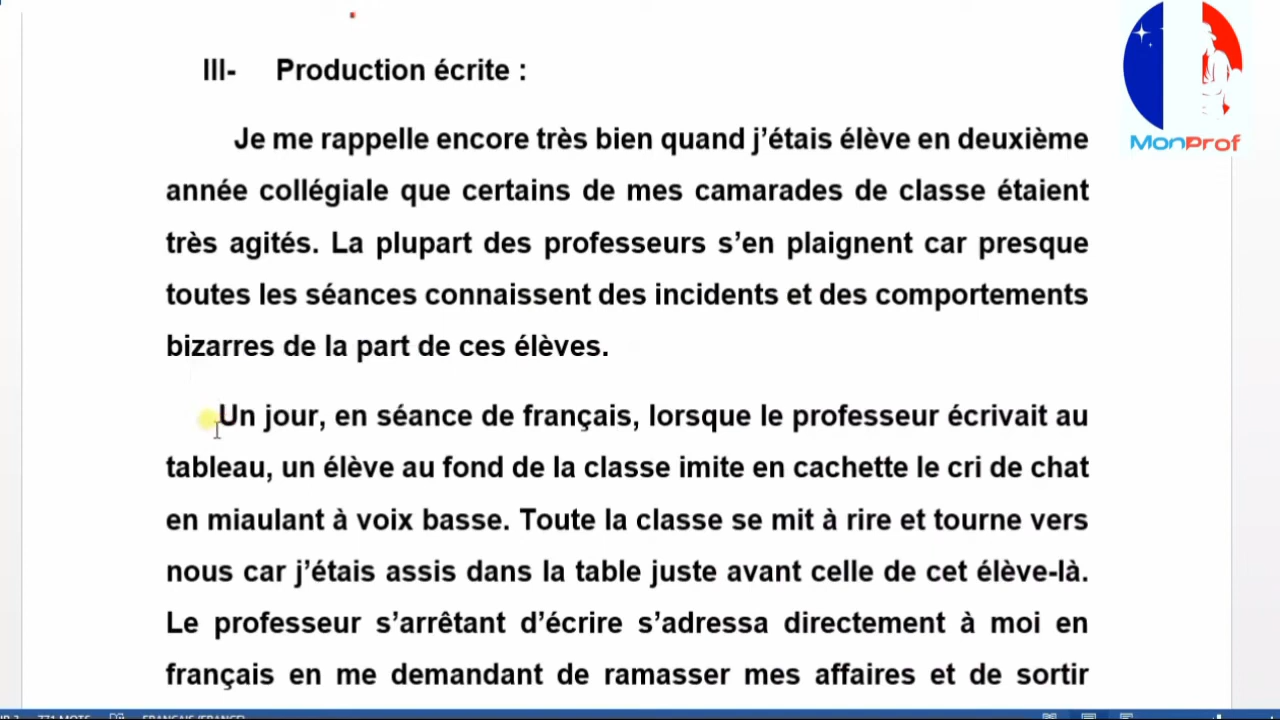 III- Production écrite :
MonProf
Je me rappelle encore très bien quand j’étais élève en deuxième
année collégiale que certains de mes camarades de classe étaient
très agités. La plupart des professeurs s’en plaignent car presque
toutes les séances connaissent des incidents et des comportements
bizarres de la part de ces élèves.
Un jour, en séance de français, lorsque le professeur écrivait au
tableau, un élève au fond de la classe imite en cachette le cri de chat
en miaulant à voix basse. Toute la classe se mit à rire et tourne vers
nous car j’étais assis dans la table juste avant celle de cet élève-là.
Le professeur s’arrêtant d’écrire s’adressa directement à moi en
français en me demandant de ramasser mes affaires et de sortir